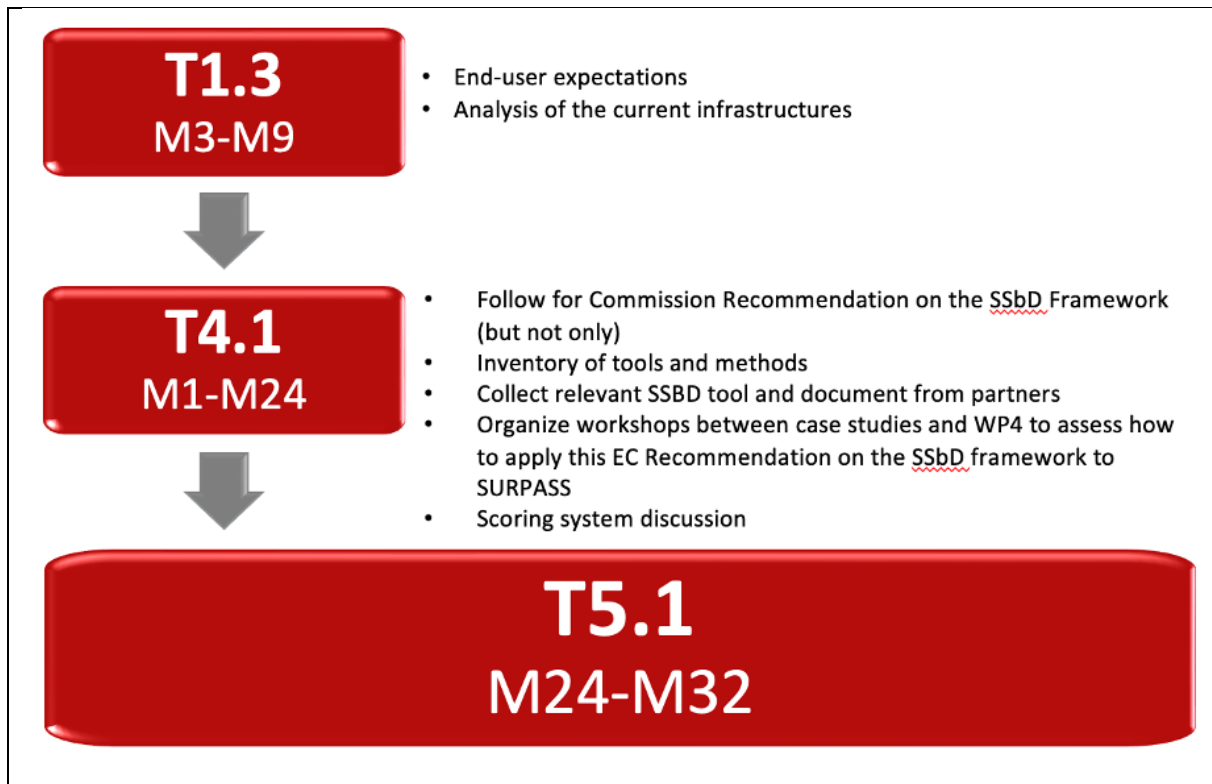 T1.3
M3-M9
• End-user expectations
• Analysis of the current infrastructures
T4.1
M1-M24
• Follow for Commission Recommendation on the SSbD Framework
(but not only)
• Inventory of tools and methods
• Collect relevant SSBD tool and document from partners
• Organize workshops between case studies and WP4 to assess how
to apply this EC Recommendation on the SSbD framework to
SURPASS
• Scoring system discussion
T5.1
M24-M32